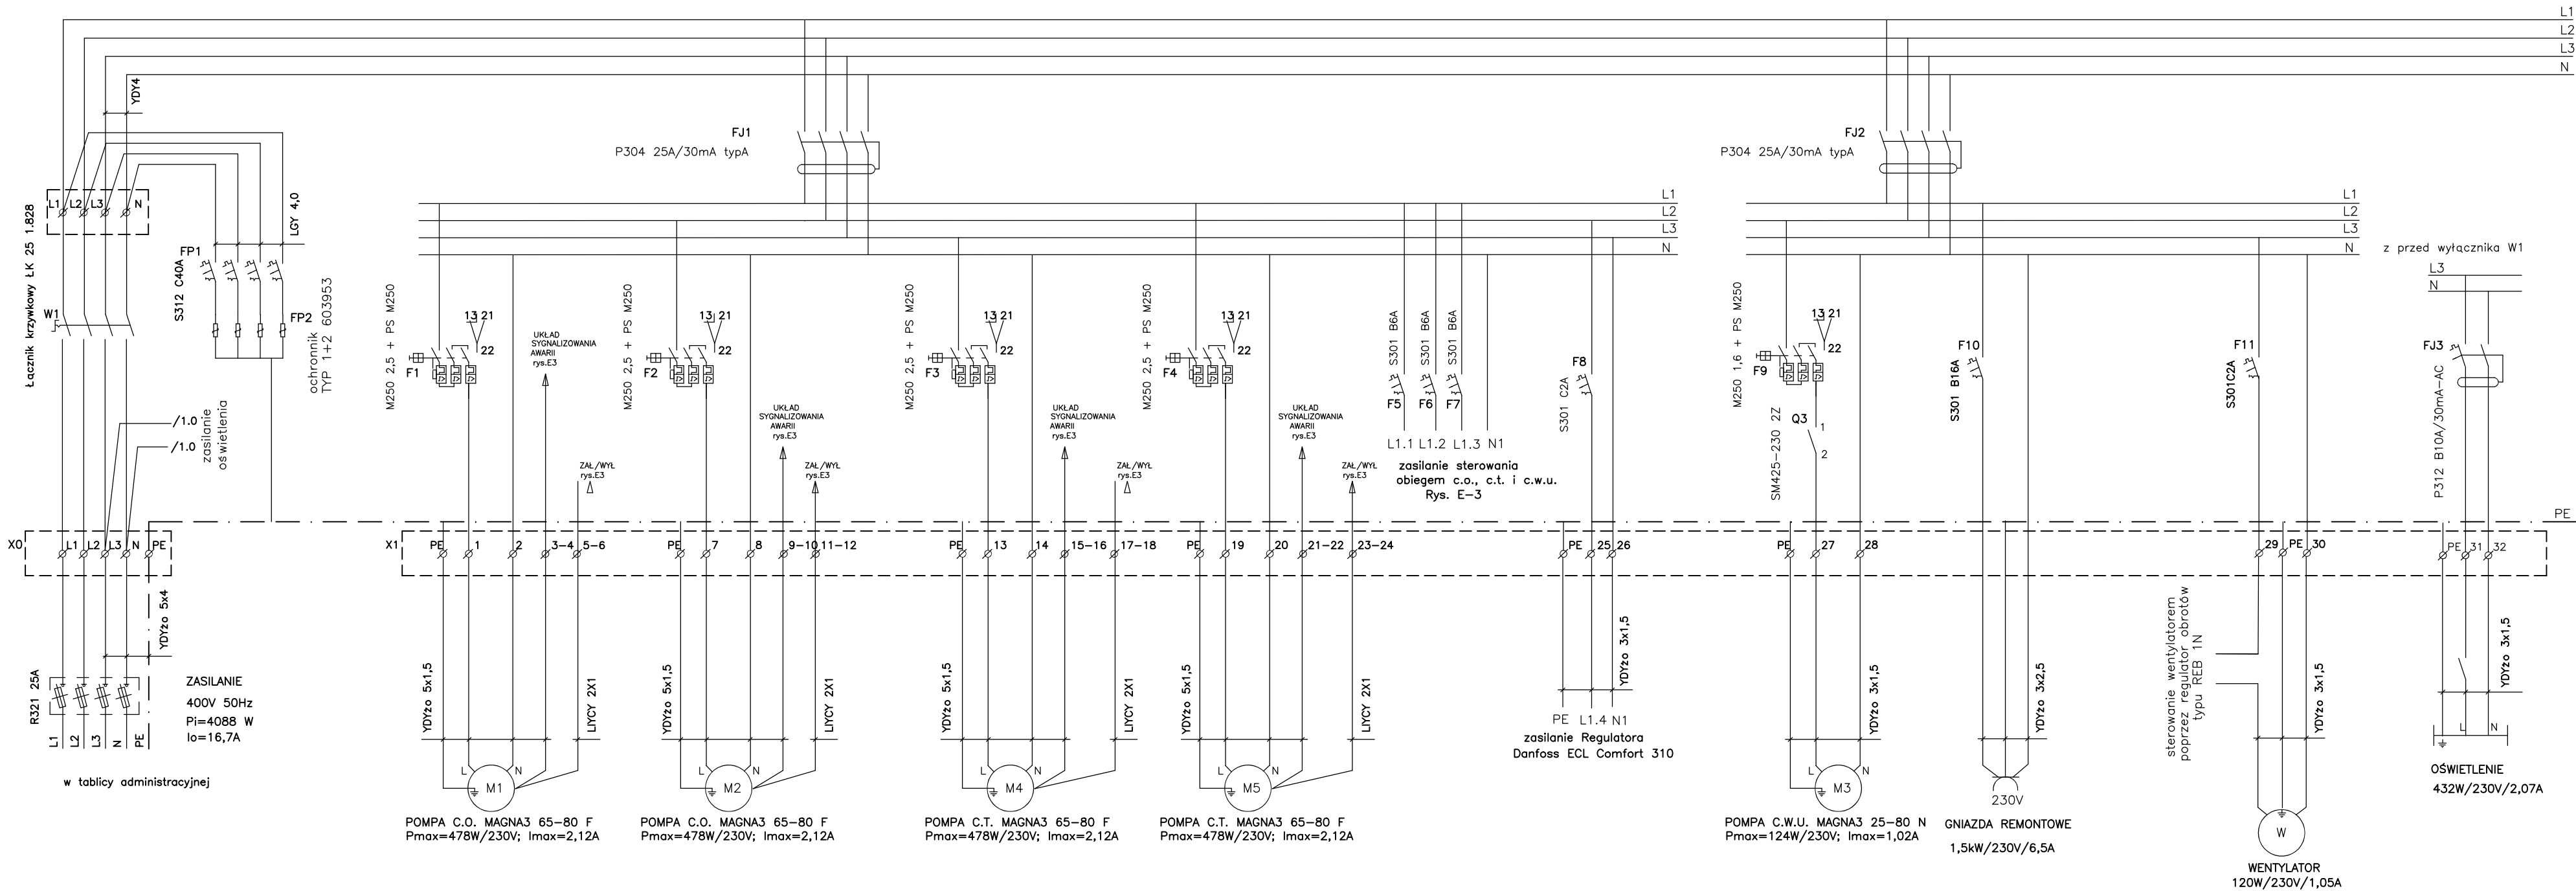 L1
L2
L3
N
YDY4
FJ1
P304 25A/30mA typA
FJ2
P304 25A/30mA typA
Łącznik krzywkowy ŁK 25 1.828
L1 L2 L3 N
LGY 4,0
FP1
S312 C40A
W1
FP2
ochronnik
TYP 1+2 603953
/1.0
/1.0
zasilanie
oświetlenia
L1
L2
L3
N
M250 2,5 + PS M250
13 21
22
F1
UKŁAD
SYGNALIZOWANIA
AWARII
rys.E3
ZAŁ/WYŁ
rys.E3
M250 2,5 + PS M250
13 21
22
F2
UKŁAD
SYGNALIZOWANIA
AWARII
rys.E3
ZAŁ/WYŁ
rys.E3
M250 2,5 + PS M250
13 21
22
F3
UKŁAD
SYGNALIZOWANIA
AWARII
rys.E3
ZAŁ/WYŁ
rys.E3
M250 2,5 + PS M250
13 21
22
F4
UKŁAD
SYGNALIZOWANIA
AWARII
rys.E3
ZAŁ/WYŁ
rys.E3
S301 B6A
S301 B6A
S301 B6A
F5 F6 F7
L1.1 L1.2 L1.3 N1
zasilanie sterowania
obiegem c.o., c.t. i c.w.u.
Rys. E-3
F8
S301 C2A
L1
L2
L3
N
M250 1,6 + PS M250
13 21
22
F9
Q3
1
2
SM425-230 2Z
F10
S301 B16A
F11
S301C2A
z przed wyłącznika W1
L3
N
FJ3
P312 B10A/30mA-AC
PE
X0
L1 L2 L3 N PE
X1
PE 1 2 3-4 5-6
PE 7 8 9-10 11-12
PE 13 14 15-16 17-18
PE 19 20 21-22 23-24
PE 25 26
PE 27 28
29 PE 30
PE 31 32
YDYżo 5x4
R321 25A
L1 L2 L3 N PE
ZASILANIE
400V 50Hz
Pi=4088 W
Io=16,7A
w tablicy administracyjnej
YDYżo 5x1,5
LIYCY 2X1
L N
M1
POMPA C.O. MAGNA3 65-80 F
Pmax=478W/230V; Imax=2,12A
YDYżo 5x1,5
LIYCY 2X1
L N
M2
POMPA C.O. MAGNA3 65-80 F
Pmax=478W/230V; Imax=2,12A
YDYżo 5x1,5
LIYCY 2X1
L N
M4
POMPA C.T. MAGNA3 65-80 F
Pmax=478W/230V; Imax=2,12A
YDYżo 5x1,5
LIYCY 2X1
L N
M5
POMPA C.T. MAGNA3 65-80 F
Pmax=478W/230V; Imax=2,12A
YDYżo 3x1,5
PE L1.4 N1
zasilanie Regulatora
Danfoss ECL Comfort 310
YDYżo 3x1,5
L N
M3
POMPA C.W.U. MAGNA3 25-80 N
Pmax=124W/230V; Imax=1,02A
YDYżo 3x2,5
230V
GNIAZDA REMONTOWE
1,5kW/230V/6,5A
sterowanie wentylatorem
poprzez regulator obrotów
typu REB 1N
YDYżo 3x1,5
W
WENTYLATOR
120W/230V/1,05A
YDYżo 3x1,5
L N
OŚWIETLENIE
432W/230V/2,07A